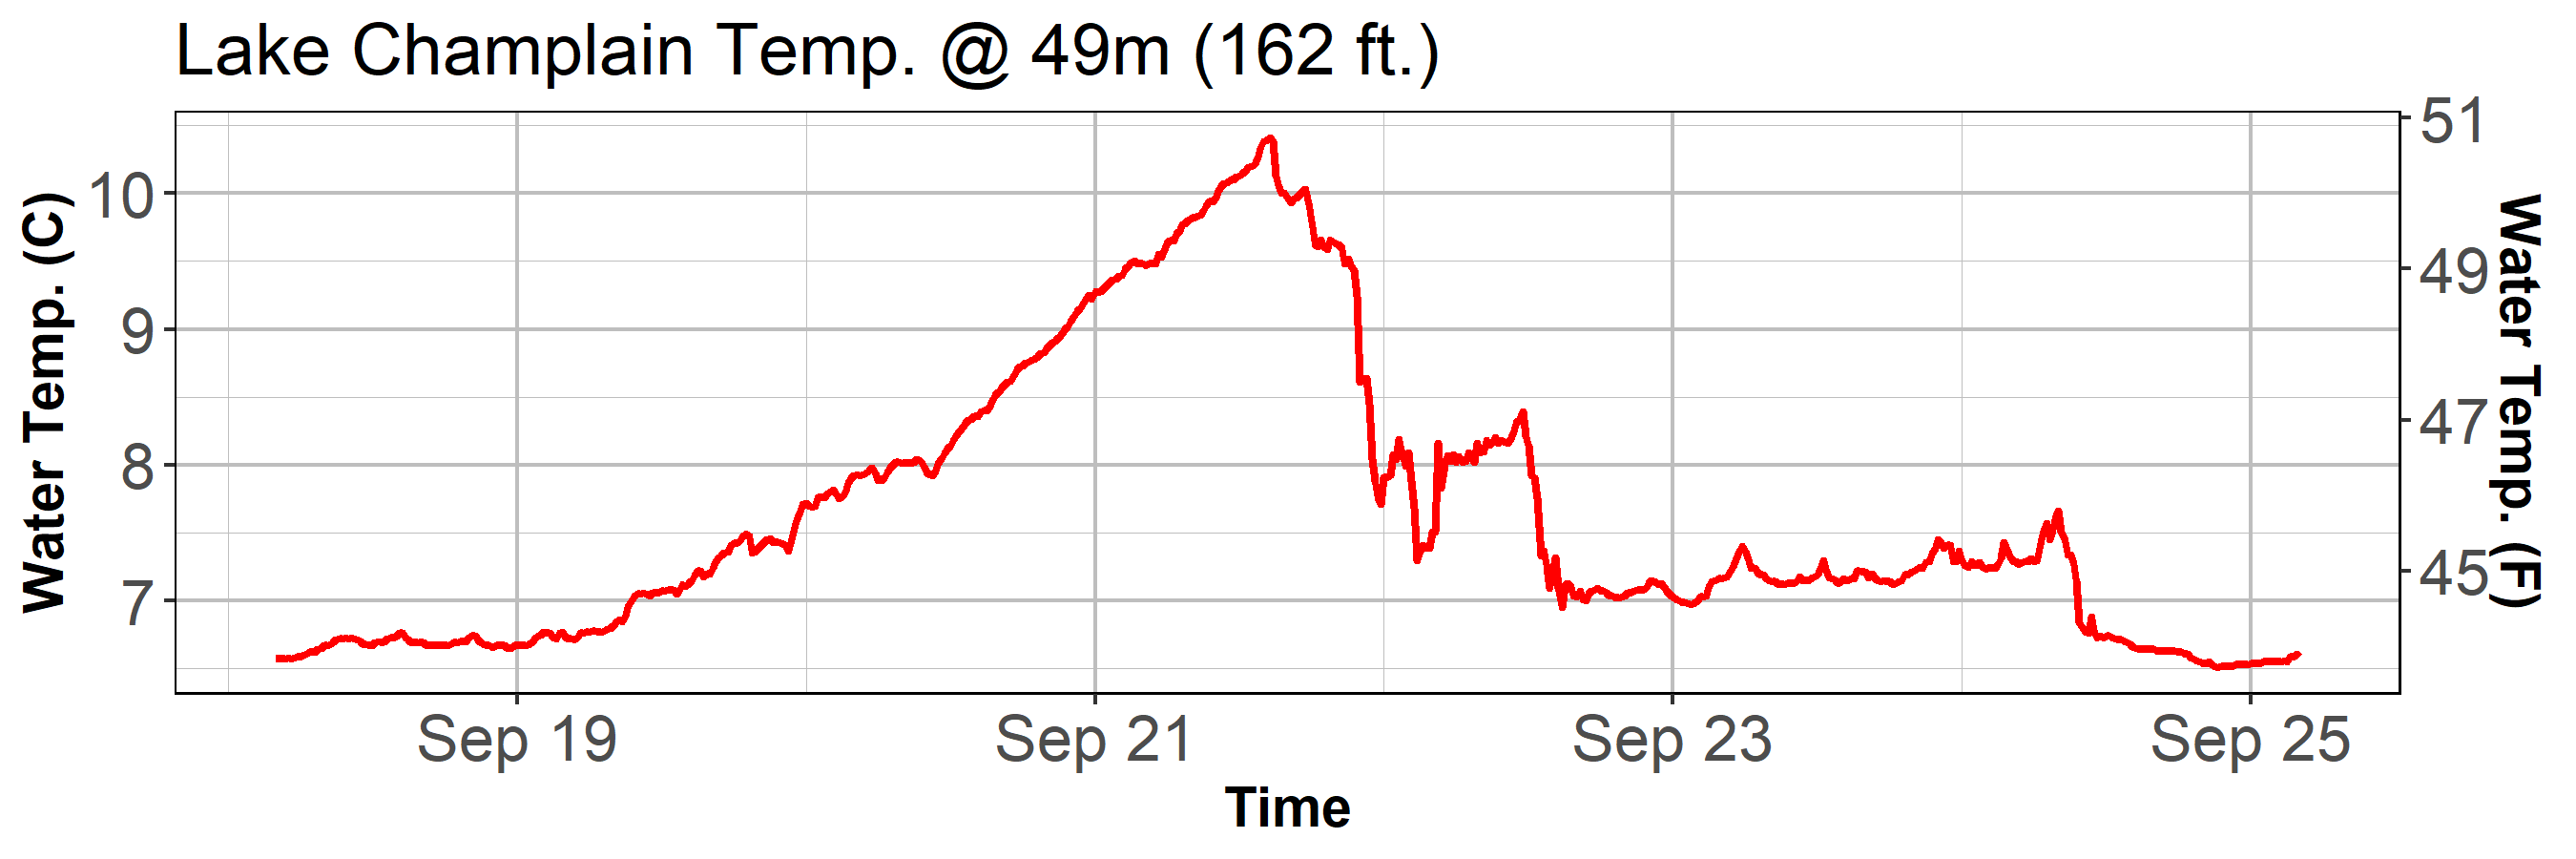 Lake Champlain Temp. @ 49m (162 ft.)
Water Temp. (C)
10
9
8
7
51
49
47
45
Water Temp. (F)
Sep 19
Sep 21
Sep 23
Sep 25
Time